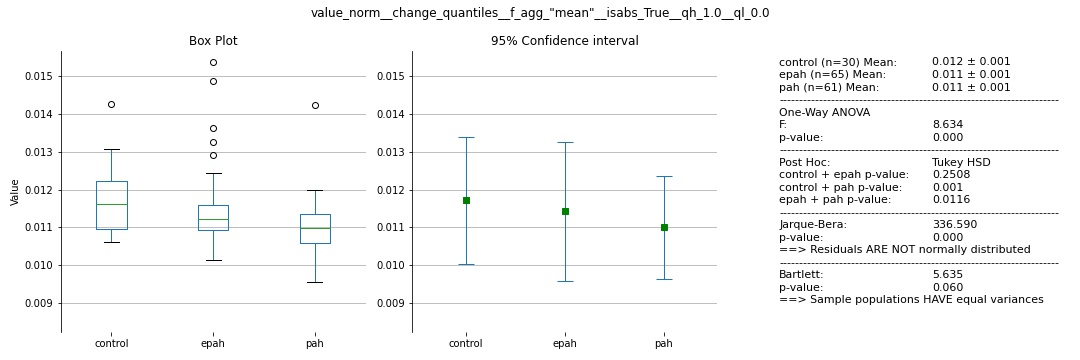 value_norm__change_quantiles__f_agg_"mean"__isabs_True__qh_1.0__ql_0.0
Box Plot
Value
0.015
0.014
0.013
0.012
0.011
0.010
0.009
control epah pah
95% Confidence interval
0.015
0.014
0.013
0.012
0.011
0.010
0.009
control epah pah
control (n=30) Mean: 0.012 ± 0.001
epah (n=65) Mean: 0.011 ± 0.001
pah (n=61) Mean: 0.011 ± 0.001
One-Way ANOVA
F: 8.634
p-value: 0.000
Post Hoc: Tukey HSD
control + epah p-value: 0.2508
control + pah p-value: 0.001
epah + pah p-value: 0.0116
Jarque-Bera: 336.590
p-value: 0.000
==> Residuals ARE NOT normally distributed
Bartlett: 5.635
p-value: 0.060
==> Sample populations HAVE equal variances